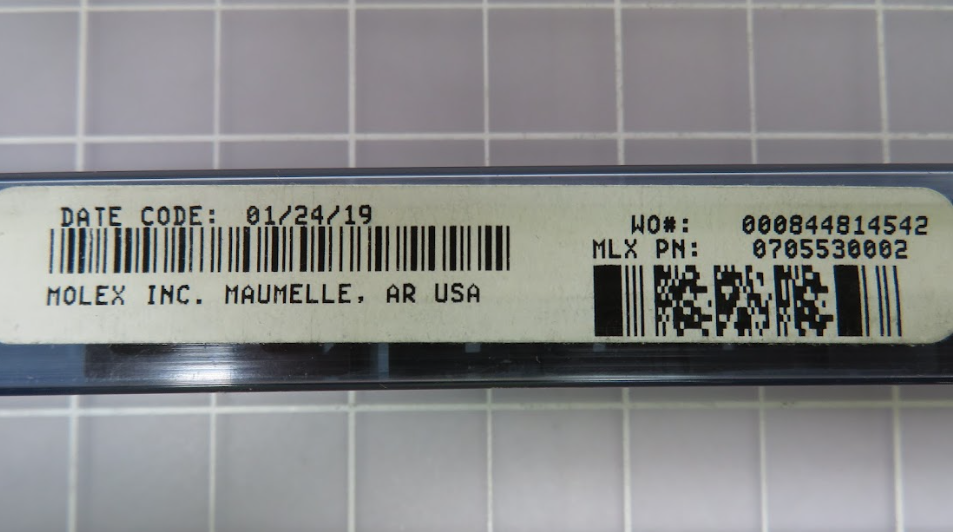 DATE CODE: 01/24/19
MOLEX INC. MAUMELLE, AR USA
WO#: 000844814542
MLX PN: 0705530002